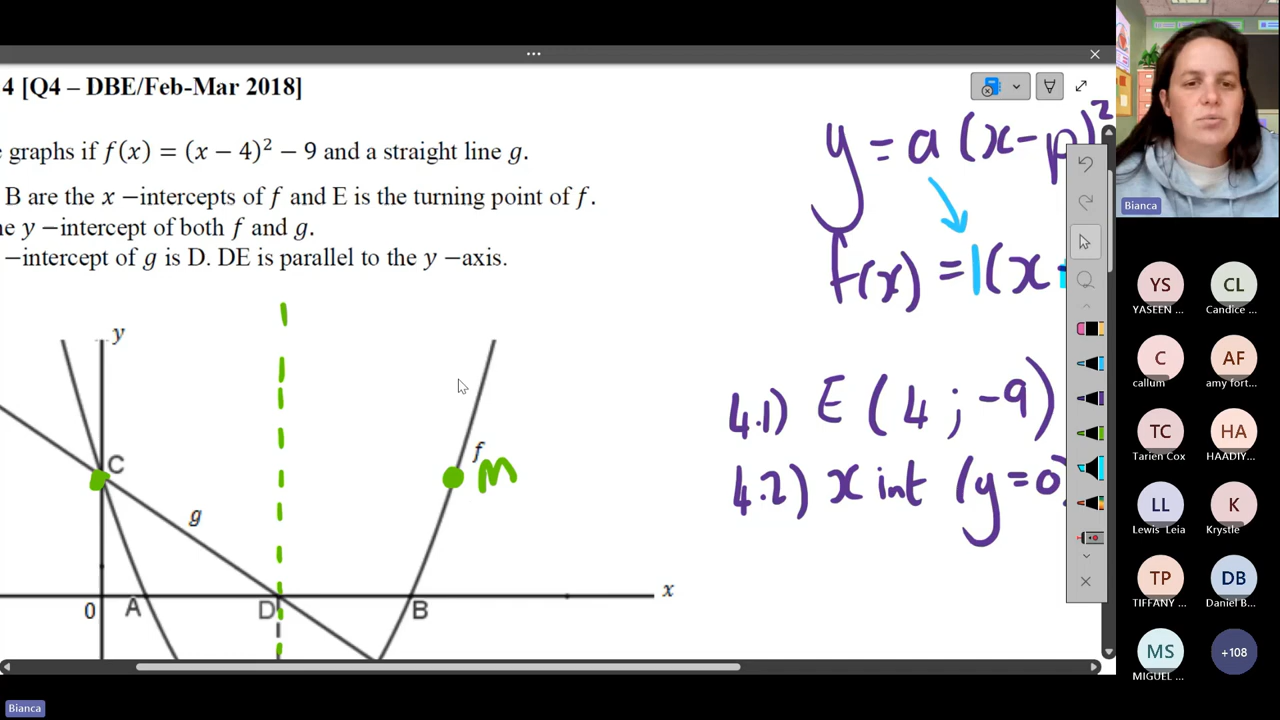 4 [Q4 – DBE/Feb-Mar 2018]
e graphs if f(x) = (x − 4)² − 9 and a straight line g.
B are the x −intercepts of f and E is the turning point of f.
he y −intercept of both f and g.
−intercept of g is D. DE is parallel to the y −axis.
y = a (x − p)²
f(x) = 1(x
4.1) E ( 4 ; -9 )
4.2) x int (y = 0)
y
C
f
M
g
x
0
A
D
B
Bianca
YS
YASEEN ...
CL
Candice ...
C
callum
AF
amy fort...
TC
Tarien Cox
HA
HAADIY...
LL
Lewis Leia
K
Krystle
TP
TIFFANY ...
DB
Daniel B...
MS
MIGUEL ...
+108
Bianca